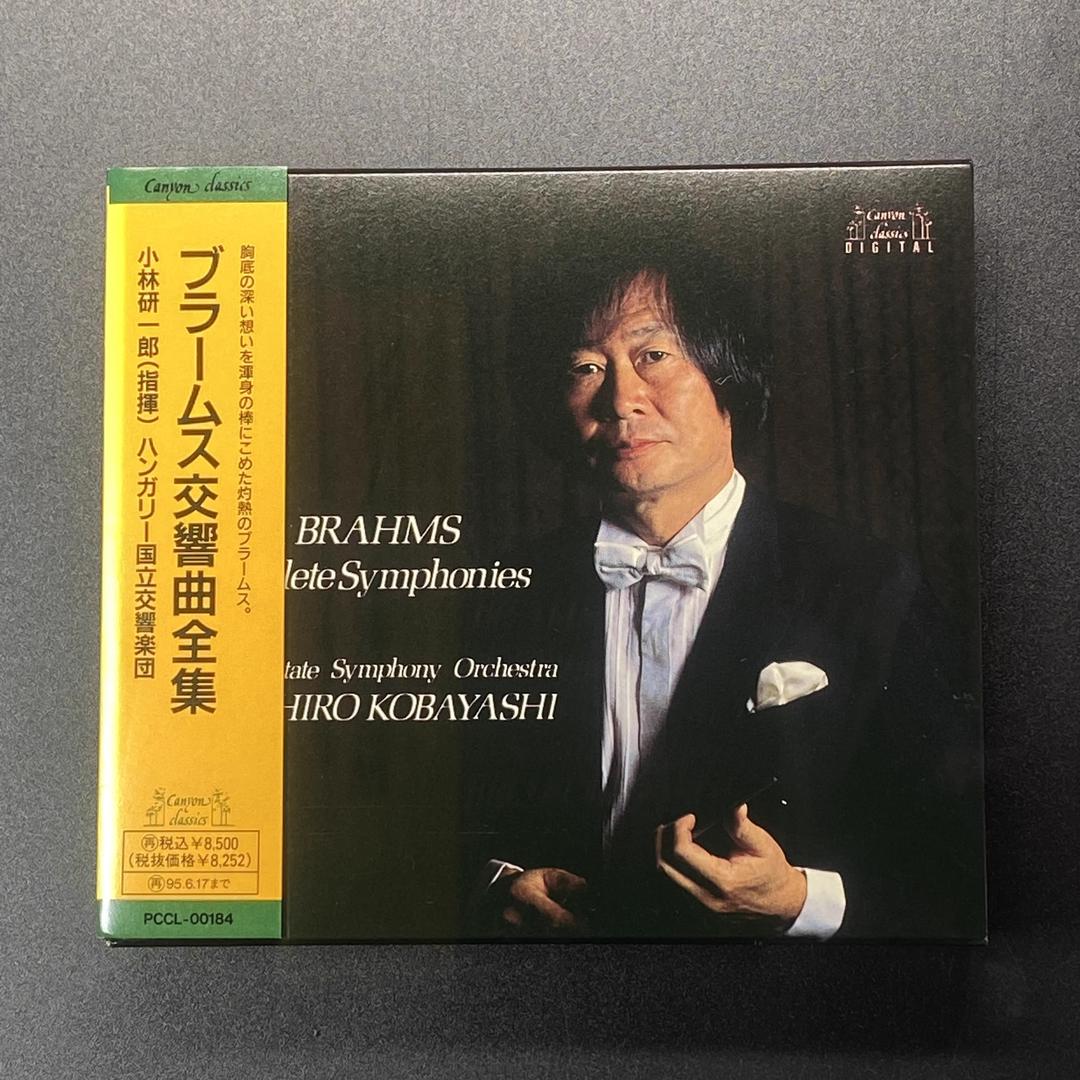 Canyon classics
胸底の深い想いを渾身の棒にこめた灼熱のブラームス。
ブラームス交響曲全集
小林研一郎(指揮) ハンガリー国立交響楽団
Canyon
classics
再税込¥8,500
(税抜価格¥8,252)
再95.6.17まで
PCCL-00184
Canyon
classics
DIGITAL
BRAHMS
lete Symphonies
tate Symphony Orchestra
HIRO KOBAYASHI